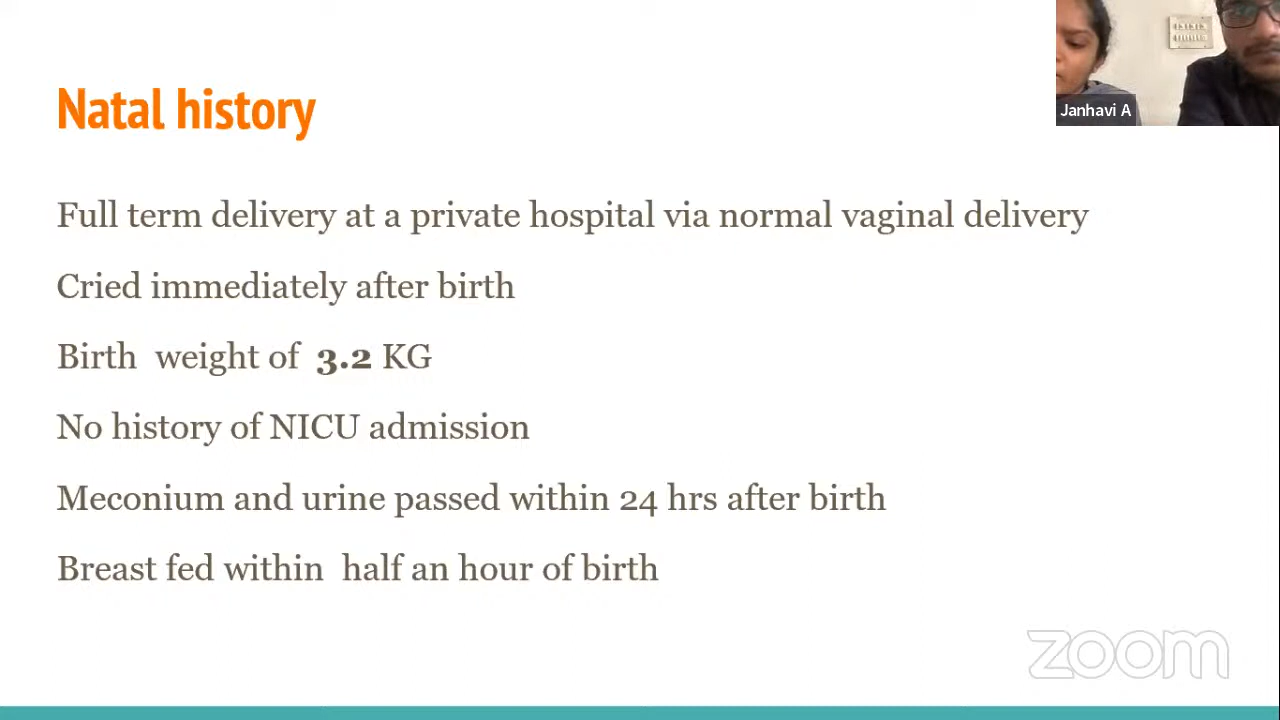 Natal history
Janhavi A
Full term delivery at a private hospital via normal vaginal delivery
Cried immediately after birth
Birth weight of 3.2 KG
No history of NICU admission
Meconium and urine passed within 24 hrs after birth
Breast fed within half an hour of birth
zoom